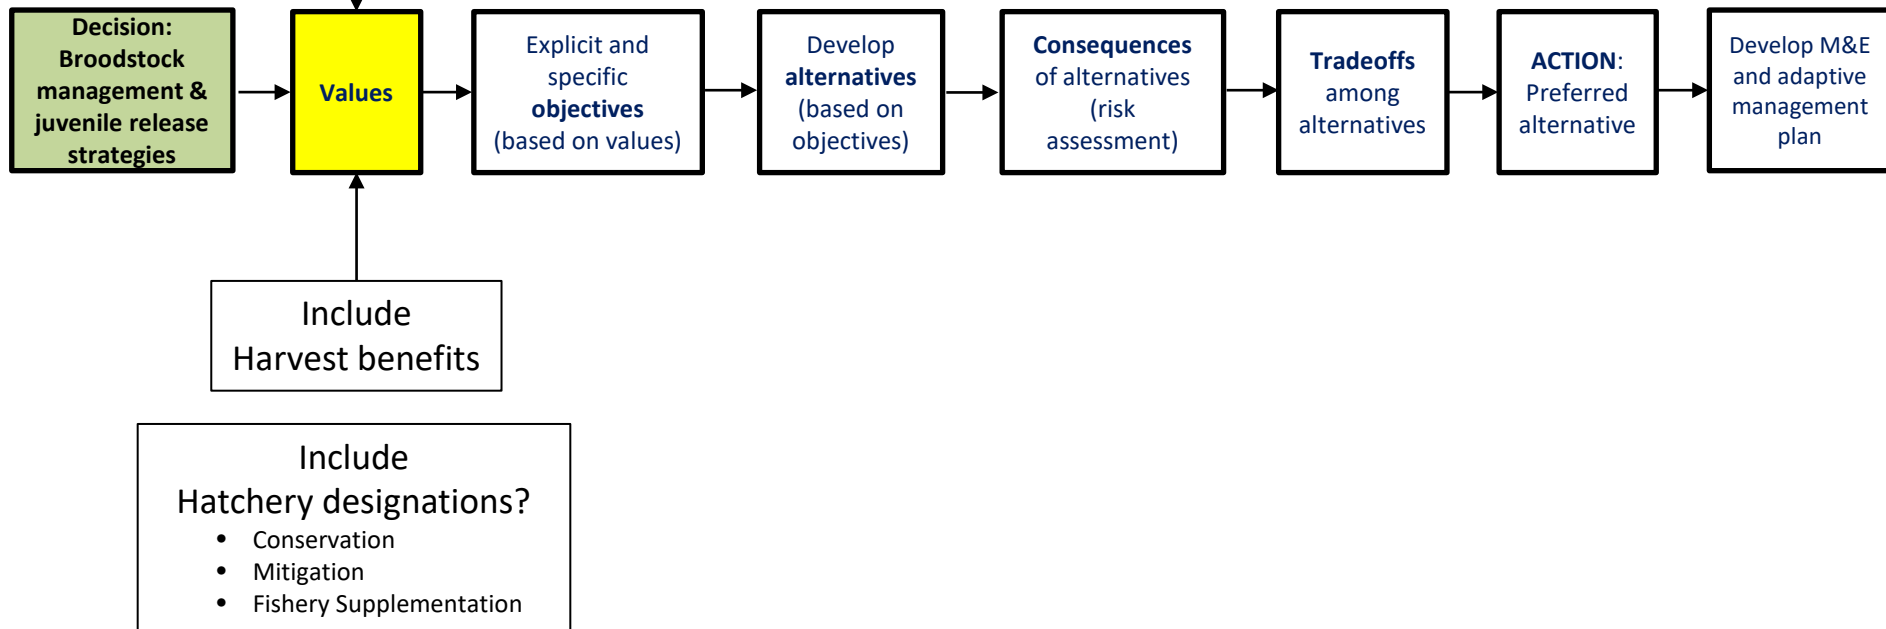 Decision:
Broodstock
management &
juvenile release
strategies
Values
Explicit and
specific
objectives
(based on values)
Develop
alternatives
(based on
objectives)
Consequences
of alternatives
(risk
assessment)
Tradeoffs
among
alternatives
ACTION:
Preferred
alternative
Develop M&E
and adaptive
management
plan
Include
Harvest benefits
Include
Hatchery designations?
• Conservation
• Mitigation
• Fishery Supplementation